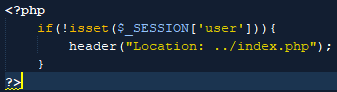 <?php
    if(!isset($_SESSION['user'])){
        header("Location: ../index.php");
    }
?>